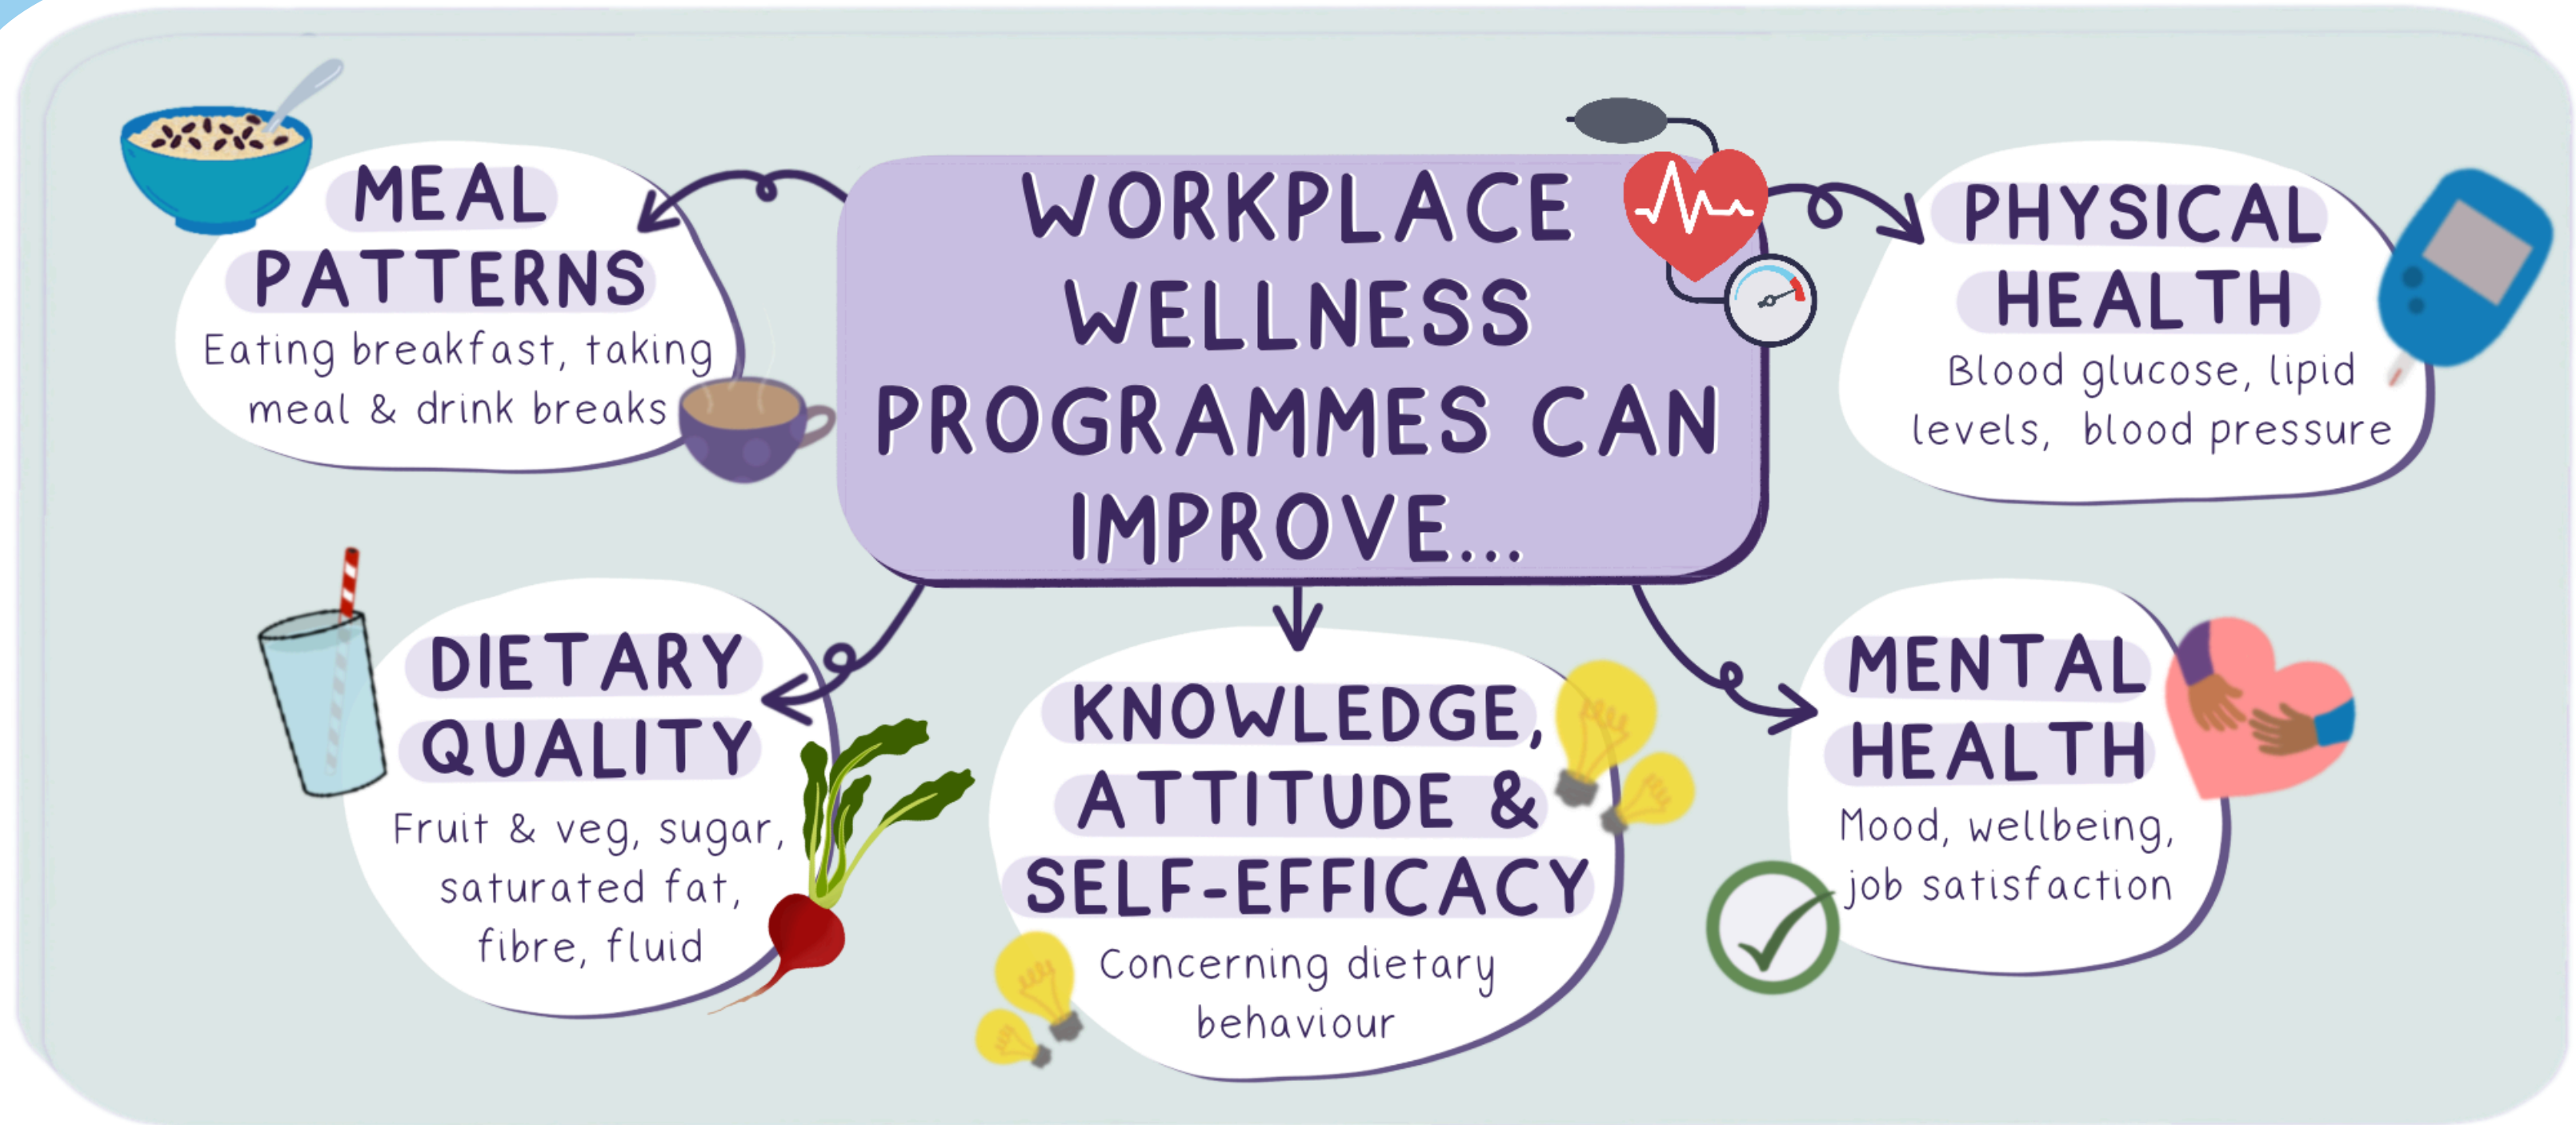 WORKPLACE
WELLNESS
PROGRAMMES CAN
IMPROVE...
MEAL
PATTERNS
Eating breakfast, taking
meal & drink breaks
PHYSICAL
HEALTH
Blood glucose, lipid
levels, blood pressure
DIETARY
QUALITY
Fruit & veg, sugar,
saturated fat,
fibre, fluid
KNOWLEDGE,
ATTITUDE &
SELF-EFFICACY
Concerning dietary
behaviour
MENTAL
HEALTH
Mood, wellbeing,
job satisfaction